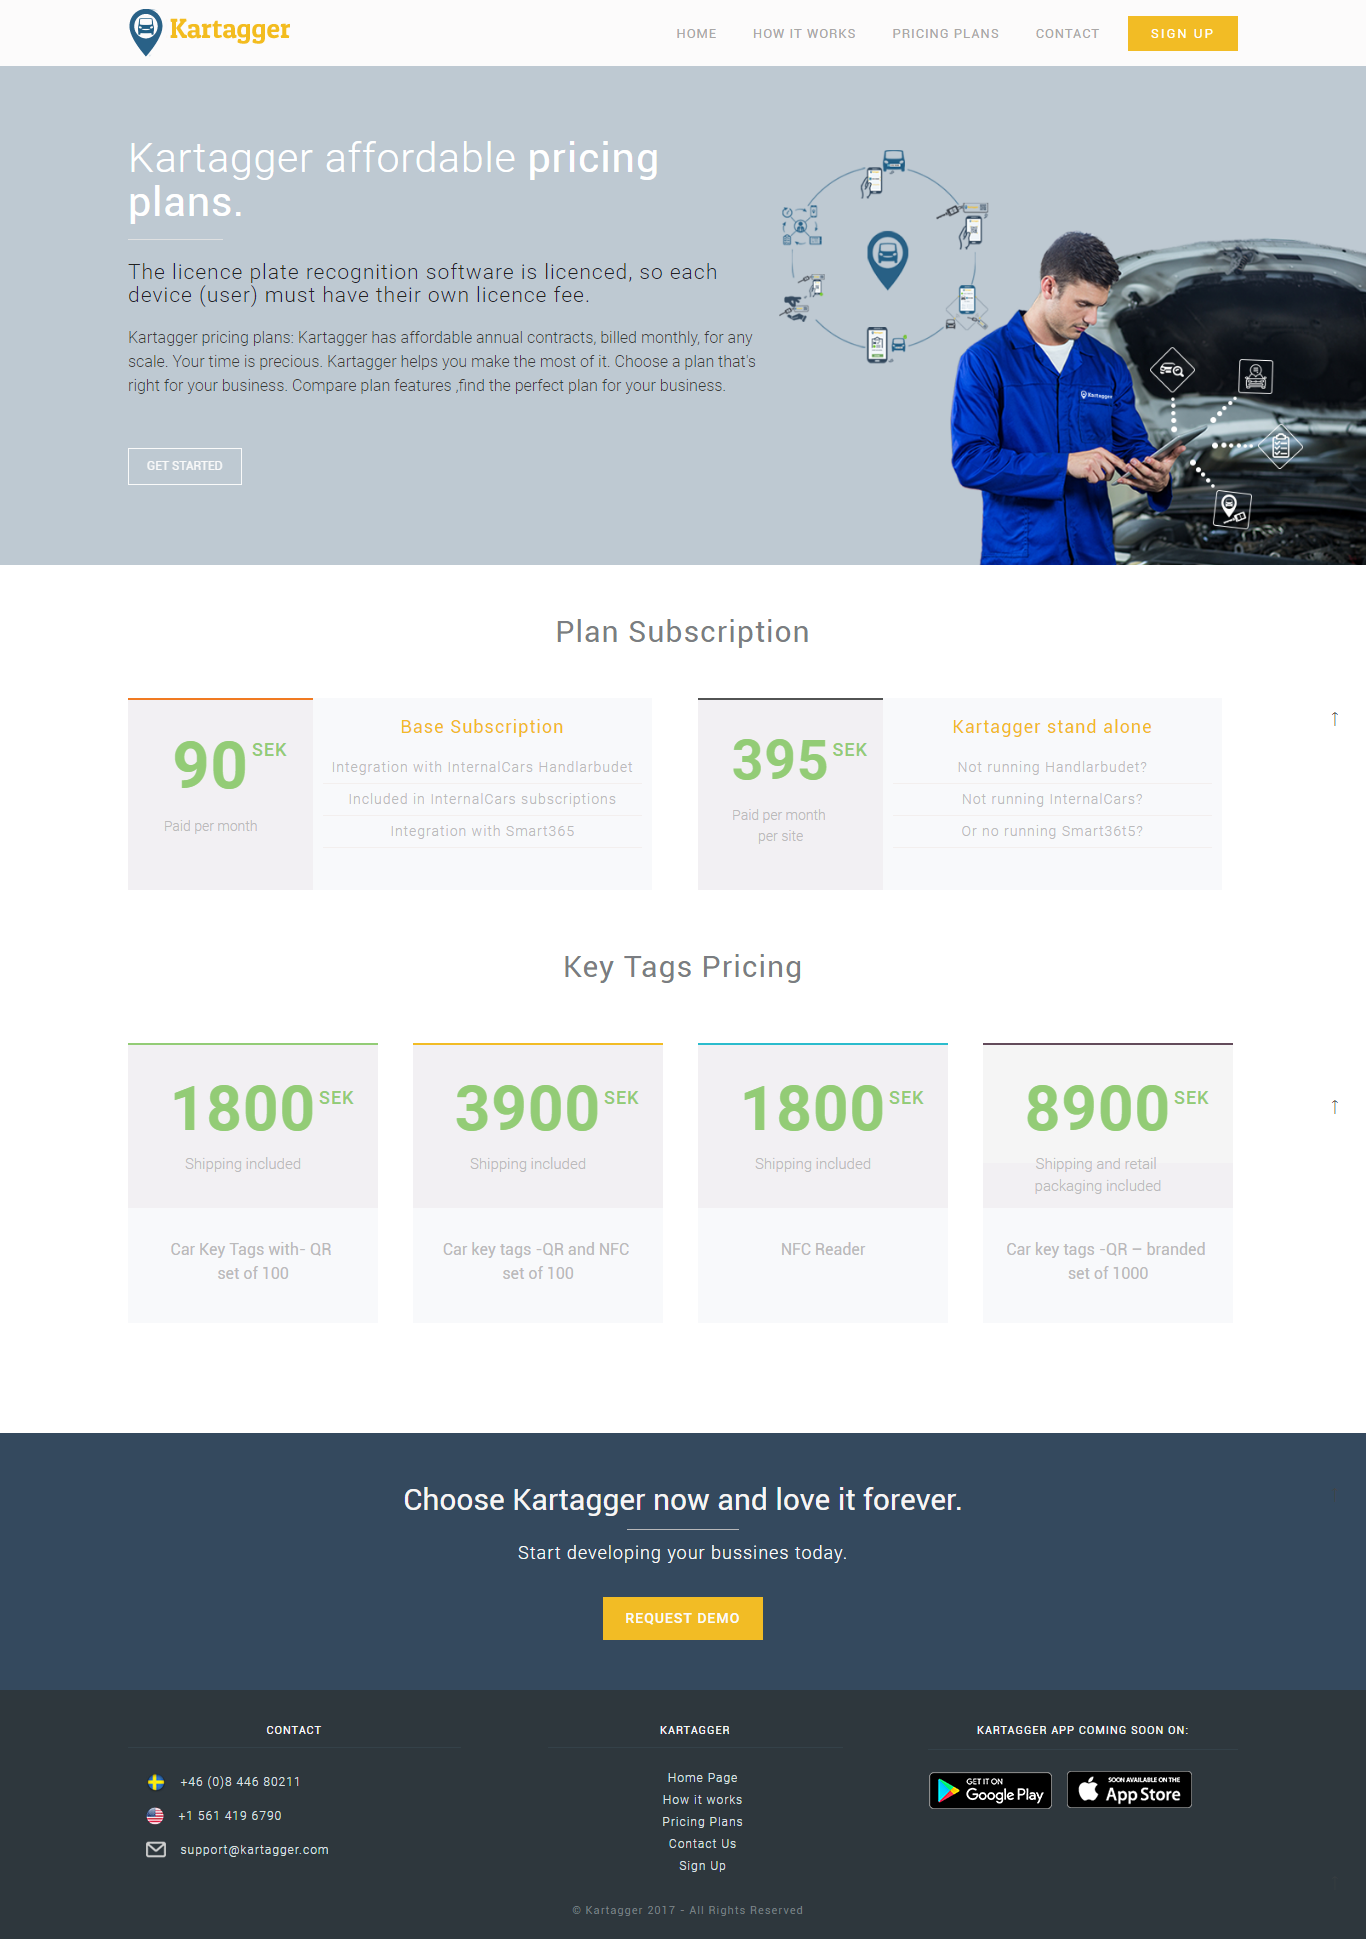 Kartagger
HOME
HOW IT WORKS
PRICING PLANS
CONTACT
SIGN UP
Kartagger affordable pricing
plans.
The licence plate recognition software is licenced, so each
device (user) must have their own licence fee.
Kartagger pricing plans: Kartagger has affordable annual contracts, billed monthly, for any
scale. Your time is precious. Kartagger helps you make the most of it. Choose a plan that's
right for your business. Compare plan features ,find the perfect plan for your business.
GET STARTED
Kartagger
Plan Subscription
90 SEK
Paid per month
Base Subscription
Integration with InternalCars Handlarbudet
Included in InternalCars subscriptions
Integration with Smart365
395 SEK
Paid per month
per site
Kartagger stand alone
Not running Handlarbudet?
Not running InternalCars?
Or no running Smart36t5?
Key Tags Pricing
1800 SEK
Shipping included
Car Key Tags with- QR
set of 100
3900 SEK
Shipping included
Car key tags -QR and NFC
set of 100
1800 SEK
Shipping included
NFC Reader
8900 SEK
Shipping and retail
packaging included
Car key tags -QR – branded
set of 1000
Choose Kartagger now and love it forever.
Start developing your bussines today.
REQUEST DEMO
CONTACT
+46 (0)8 446 80211
+1 561 419 6790
support@kartagger.com
KARTAGGER
Home Page
How it works
Pricing Plans
Contact Us
Sign Up
KARTAGGER APP COMING SOON ON:
GET IT ON
Google Play
SOON AVAILABLE ON THE
App Store
© Kartagger 2017 - All Rights Reserved